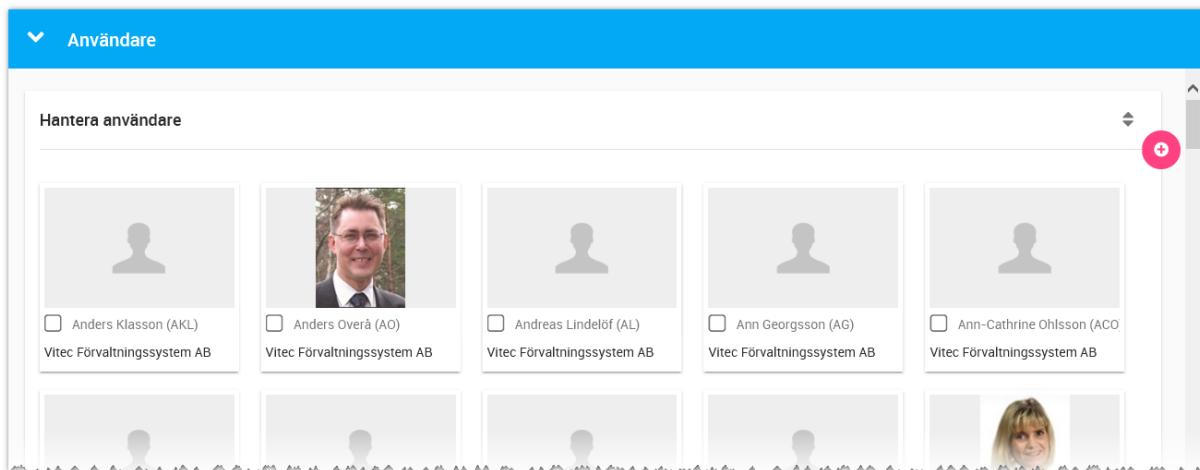 Användare
Hantera användare
Anders Klasson (AKL)
Vitec Förvaltningssystem AB
Anders Överå (AO)
Vitec Förvaltningssystem AB
Andreas Lindelöf (AL)
Vitec Förvaltningssystem AB
Ann Georgsson (AG)
Vitec Förvaltningssystem AB
Ann-Cathrine Ohlsson (ACO
Vitec Förvaltningssystem AB